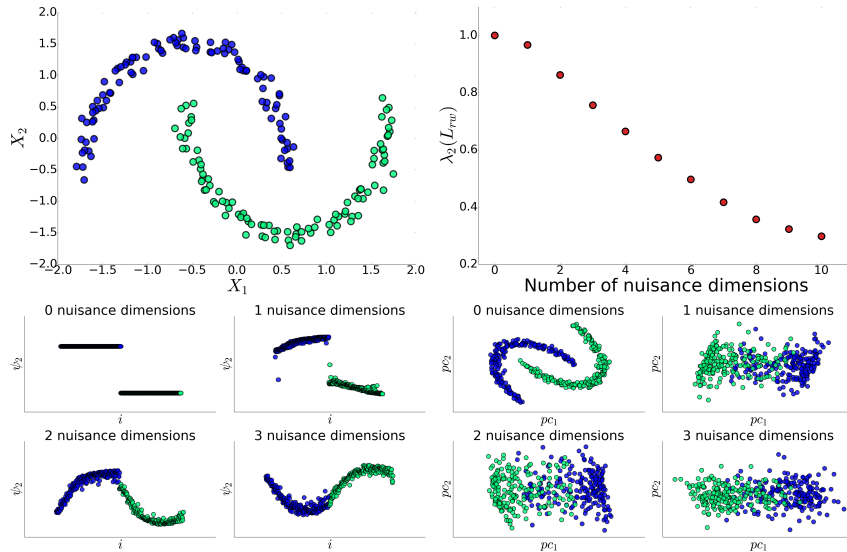 2.0
1.5
1.0
0.5
0.0
−0.5
−1.0
−1.5
−2.0
X₂
−2.0 −1.5 −1.0 −0.5 0.0 0.5 1.0 1.5 2.0
X₁
1.0
0.8
0.6
0.4
0.2
λ₂(L_rw)
0 2 4 6 8 10
Number of nuisance dimensions
0 nuisance dimensions
ψ₂
i
1 nuisance dimensions
ψ₂
i
0 nuisance dimensions
pc₂
pc₁
1 nuisance dimensions
pc₂
pc₁
2 nuisance dimensions
ψ₂
i
3 nuisance dimensions
ψ₂
i
2 nuisance dimensions
pc₂
pc₁
3 nuisance dimensions
pc₂
pc₁